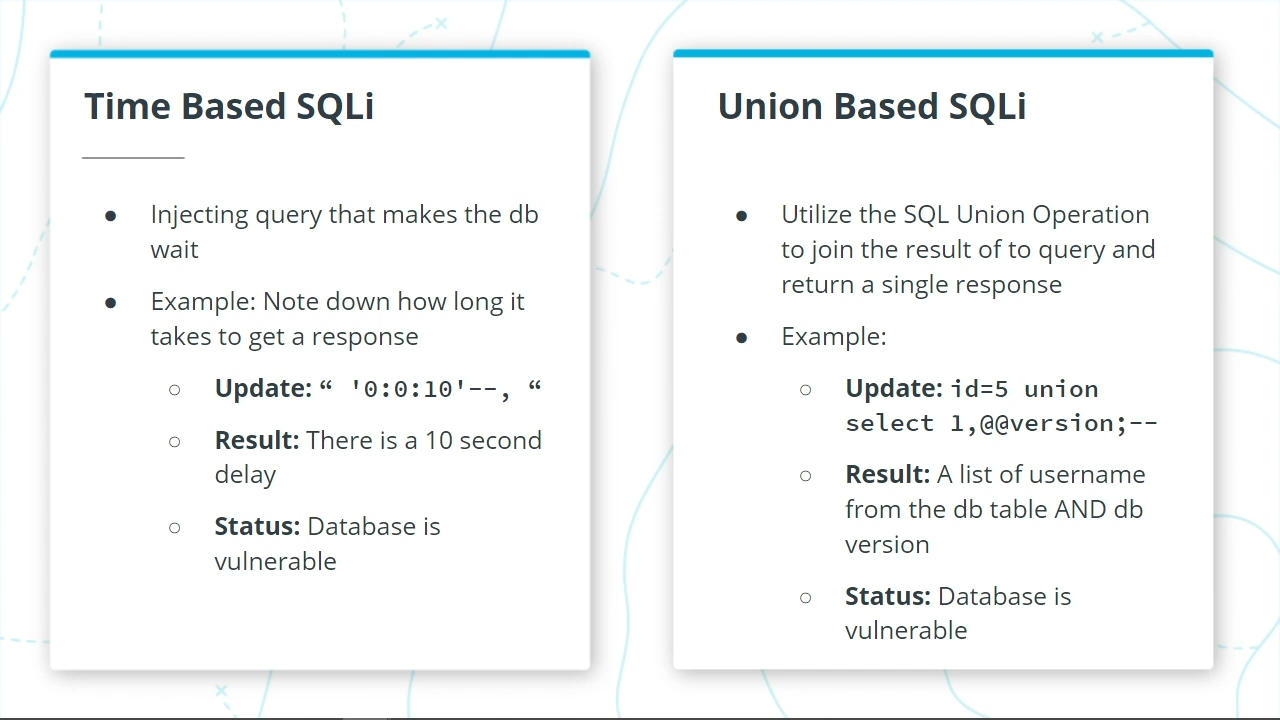 Time Based SQLi
● Injecting query that makes the db
wait
● Example: Note down how long it
takes to get a response
○ Update: “ '0:0:10'--, “
○ Result: There is a 10 second
delay
○ Status: Database is
vulnerable
Union Based SQLi
● Utilize the SQL Union Operation
to join the result of to query and
return a single response
● Example:
○ Update: id=5 union
select 1,@@version;--
○ Result: A list of username
from the db table AND db
version
○ Status: Database is
vulnerable